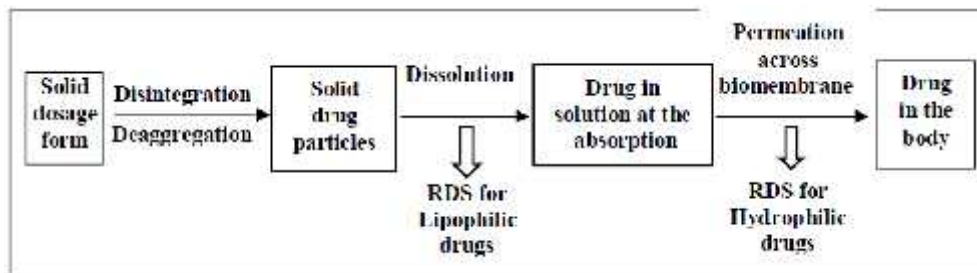 Solid
dosage
form
Disintegration
Deaggregation
Solid
drug
particles
Dissolution
RDS for
Lipophilic
drugs
Drug in
solution at the
absorption
Permeation
across
biomembrane
RDS for
Hydrophilic
drugs
Drug
in the
body